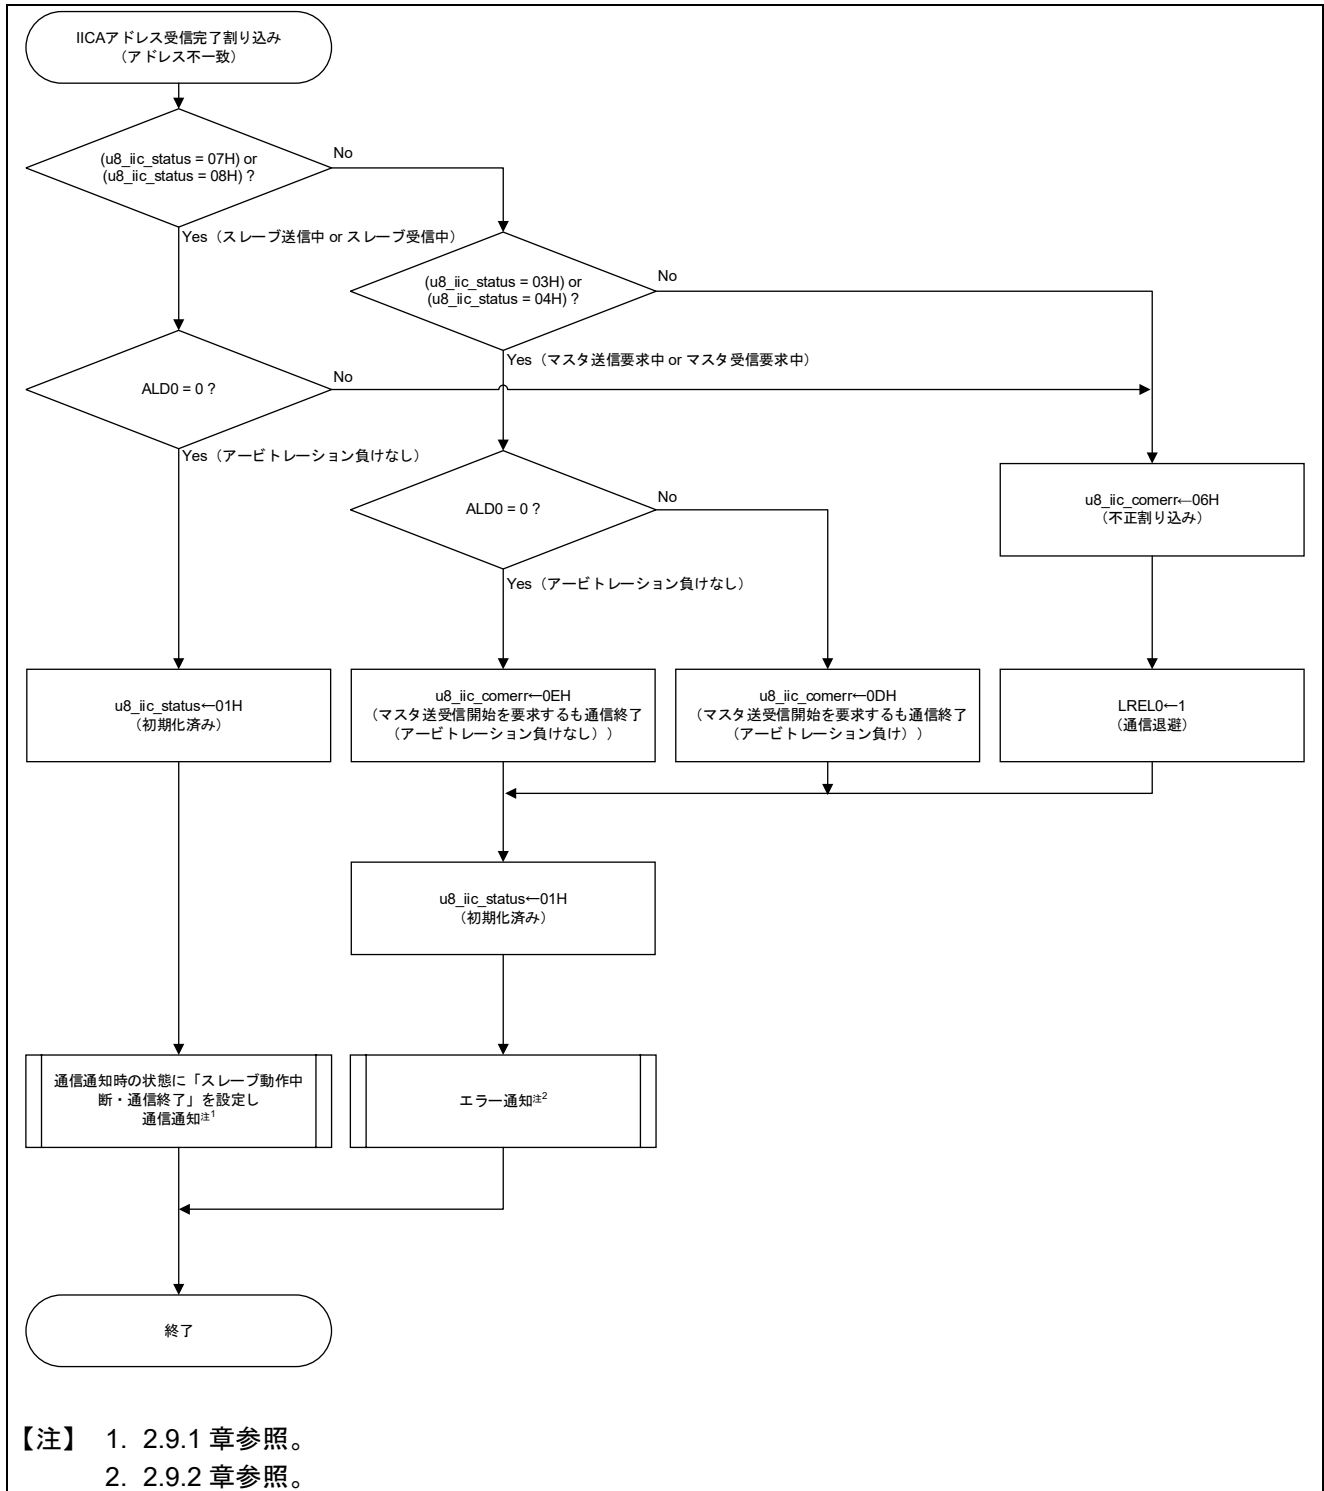 IICAアドレス受信完了割り込み
（アドレス不一致）
(u8_iic_status = 07H) or
(u8_iic_status = 08H) ?
No
Yes（スレーブ送信中 or スレーブ受信中）
(u8_iic_status = 03H) or
(u8_iic_status = 04H) ?
No
Yes（マスタ送信要求中 or マスタ受信要求中）
ALD0 = 0 ?
No
Yes（アービトレーション負けなし）
ALD0 = 0 ?
No
Yes（アービトレーション負けなし）
u8_iic_comerr←06H
（不正割り込み）
u8_iic_status←01H
（初期化済み）
u8_iic_comerr←0EH
（マスタ送受信開始を要求するも通信終了
（アービトレーション負けなし））
u8_iic_comerr←0DH
（マスタ送受信開始を要求するも通信終了
（アービトレーション負け））
LREL0←1
（通信退避）
u8_iic_status←01H
（初期化済み）
通信通知時の状態に「スレーブ動作中
断・通信終了」を設定し
通信通知注1
エラー通知注2
終了
【注】 1. 2.9.1 章参照。
2. 2.9.2 章参照。